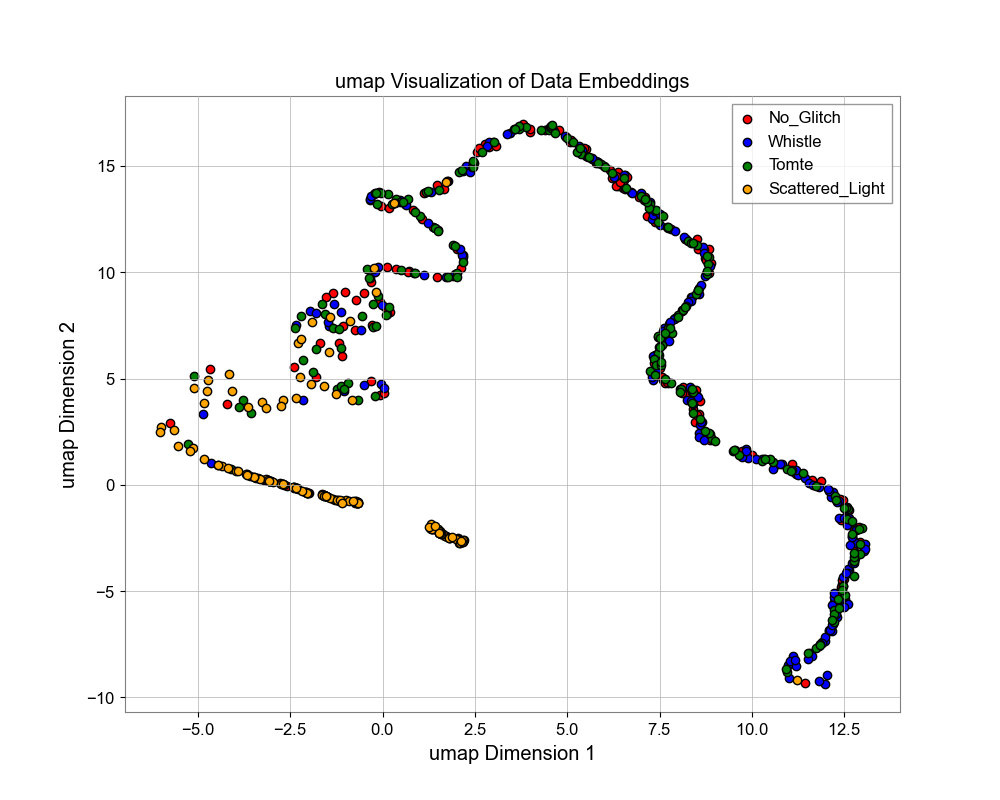 umap Visualization of Data Embeddings
No_Glitch
Whistle
Tomte
Scattered_Light
umap Dimension 2
15
10
5
0
−5
−10
−5.0 −2.5 0.0 2.5 5.0 7.5 10.0 12.5
umap Dimension 1